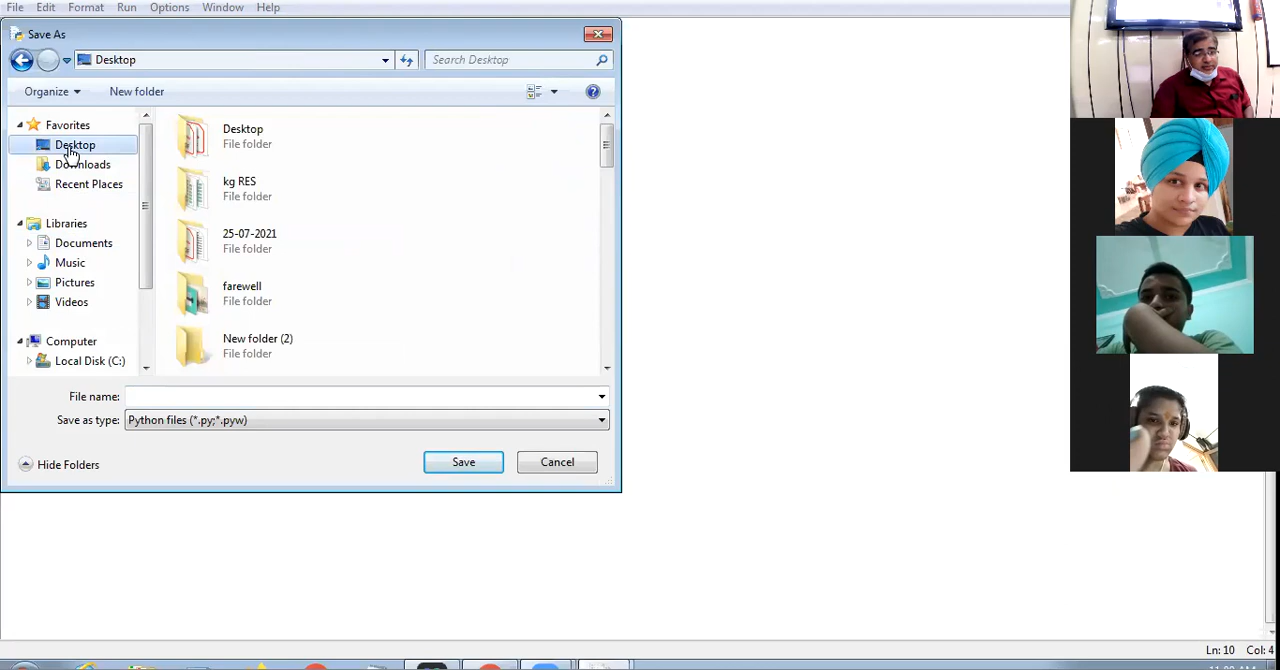 File Edit Format Run Options Window Help
Save As
Desktop
Search Desktop
Organize
New folder
Favorites
Desktop
Downloads
Recent Places
Libraries
Documents
Music
Pictures
Videos
Computer
Local Disk (C:)
Desktop
File folder
kg RES
File folder
25-07-2021
File folder
farewell
File folder
New folder (2)
File folder
File name:
Save as type: Python files (*.py;*.pyw)
Hide Folders
Save
Cancel
Ln: 10 Col: 4